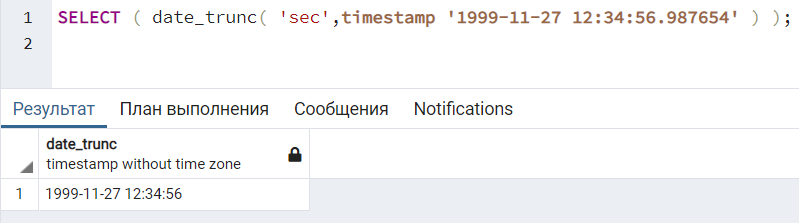 1 SELECT ( date_trunc( 'sec',timestamp '1999-11-27 12:34:56.987654' ) );
2
Результат План выполнения Сообщения Notifications
date_trunc
timestamp without time zone
1 1999-11-27 12:34:56